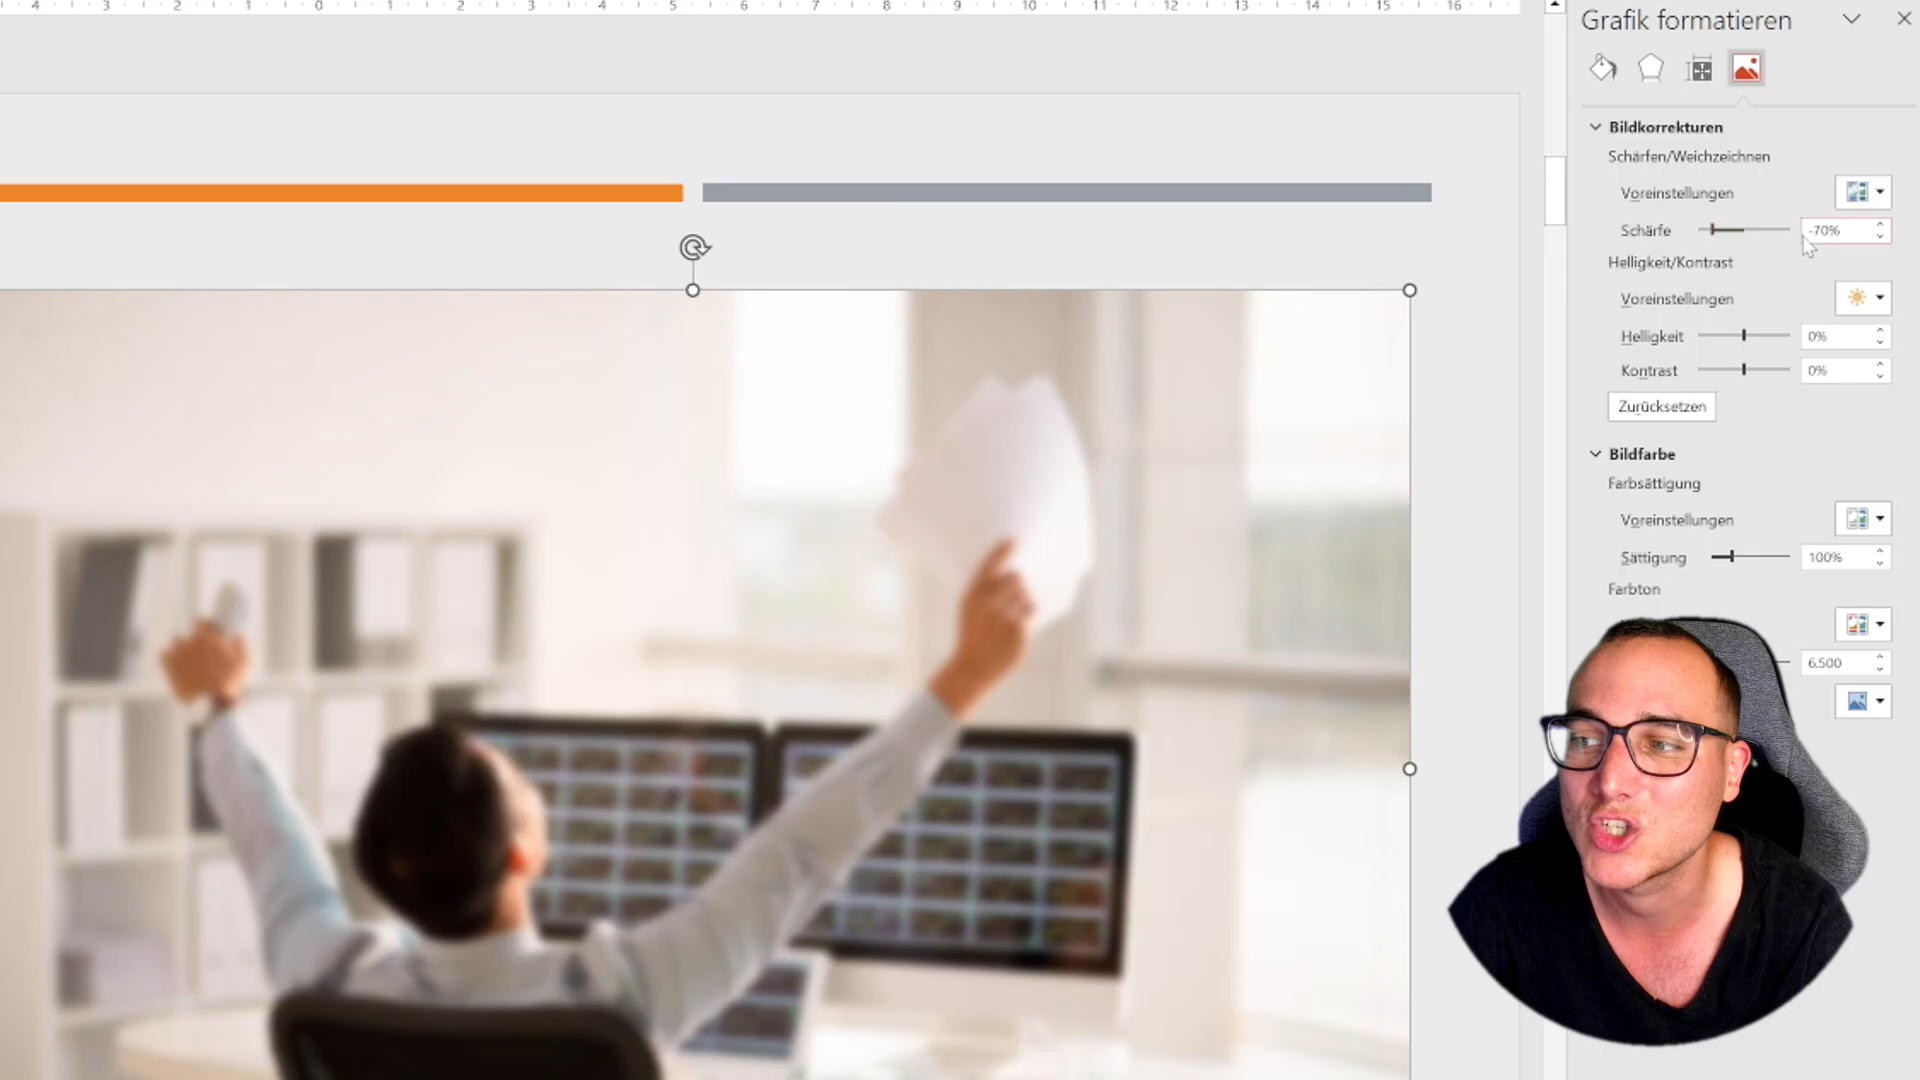 4 3 2 1 0 1 2 3 4 5 6 7 8 9 10 11 12 13 14 15 16
Grafik formatieren
Bildkorrekturen
Schärfen/Weichzeichnen
Voreinstellungen
Schärfe -70%
Helligkeit/Kontrast
Voreinstellungen
Helligkeit 0%
Kontrast 0%
Zurücksetzen
Bildfarbe
Farbsättigung
Voreinstellungen
Sättigung 100%
Farbton
6.500